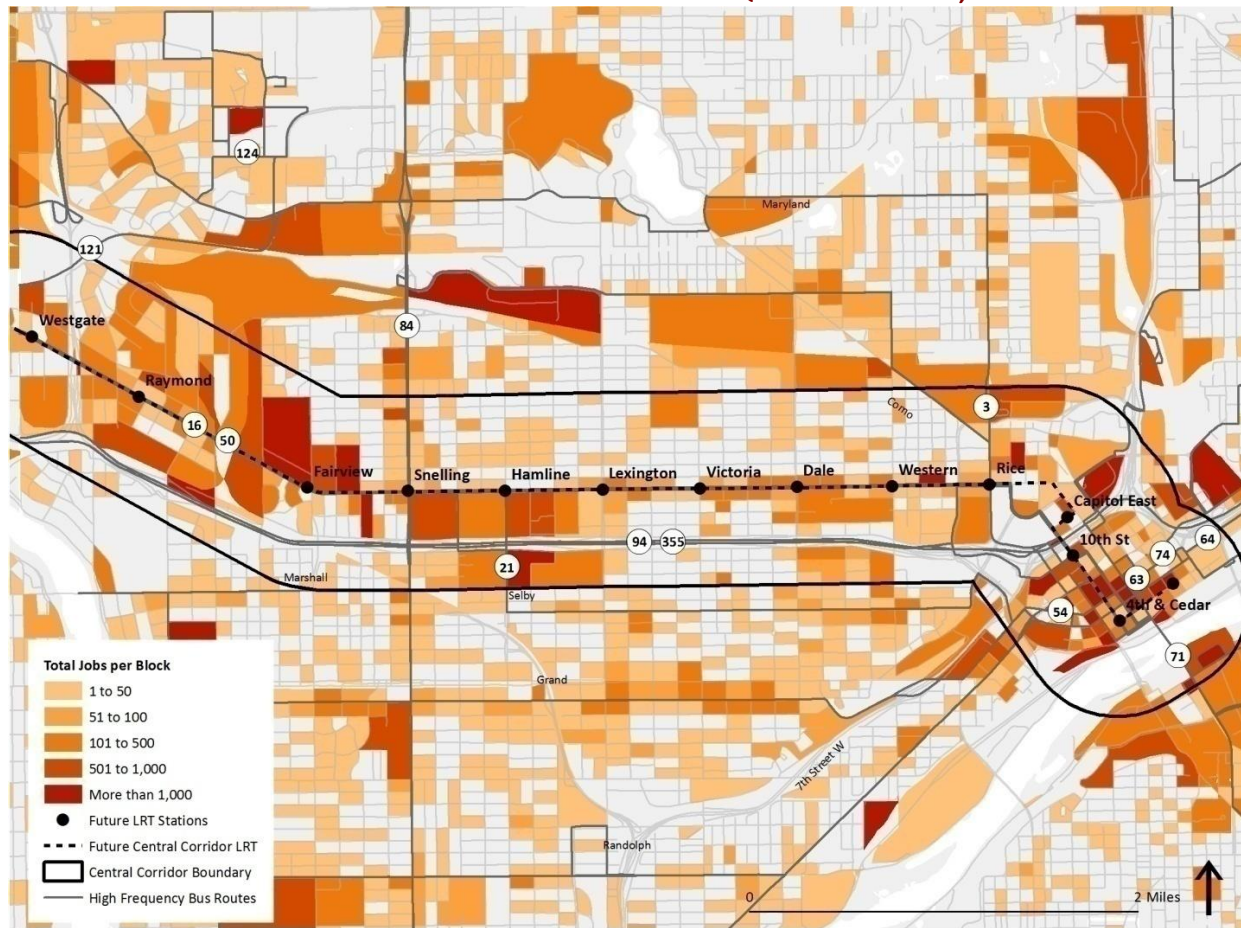 Maryland
124
121
84
Westgate
Raymond
16
50
Como
3
Fairview
Snelling
Hamline
Lexington
Victoria
Dale
Western
Rice
Capitol East
10th St
94
355
64
74
21
63
Marshall
Selby
54
4th & Cedar
71
Grand
7th Street W
Randolph
Total Jobs per Block
1 to 50
51 to 100
101 to 500
501 to 1,000
More than 1,000
Future LRT Stations
Future Central Corridor LRT
Central Corridor Boundary
High Frequency Bus Routes
0
2 Miles